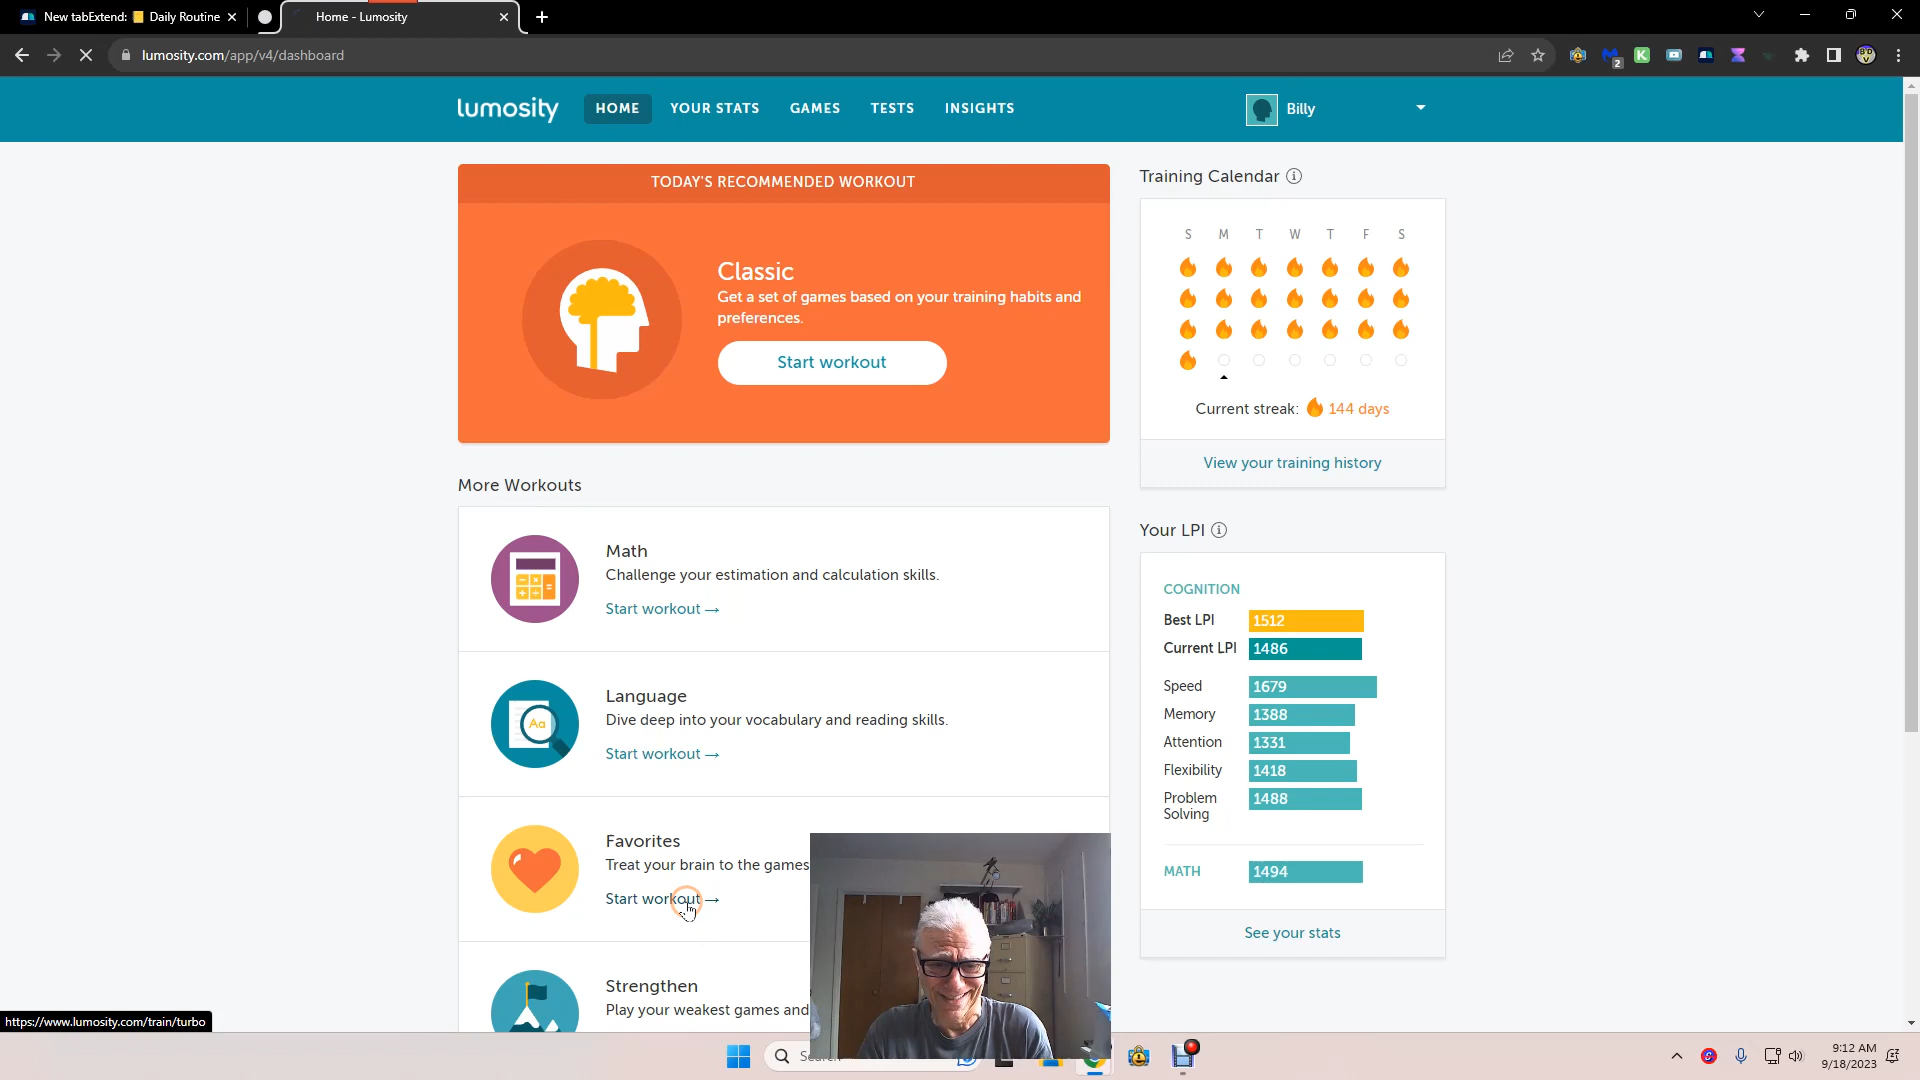 New tabExtend: Daily Routine
Home - Lumosity
lumosity.com/app/v4/dashboard
2
lumosity
HOME
YOUR STATS
GAMES
TESTS
INSIGHTS
Billy
TODAY'S RECOMMENDED WORKOUT
Classic
Get a set of games based on your training habits and
preferences.
Start workout
More Workouts
Math
Challenge your estimation and calculation skills.
Start workout →
Language
Dive deep into your vocabulary and reading skills.
Start workout →
Favorites
Treat your brain to the games
Start workout →
Strengthen
Play your weakest games and
Training Calendar
S M T W T F S
Current streak: 144 days
View your training history
Your LPI
COGNITION
Best LPI 1512
Current LPI 1486
Speed 1679
Memory 1388
Attention 1331
Flexibility 1418
Problem
Solving 1488
MATH 1494
See your stats
https://www.lumosity.com/train/turbo
9:12 AM
9/18/2023